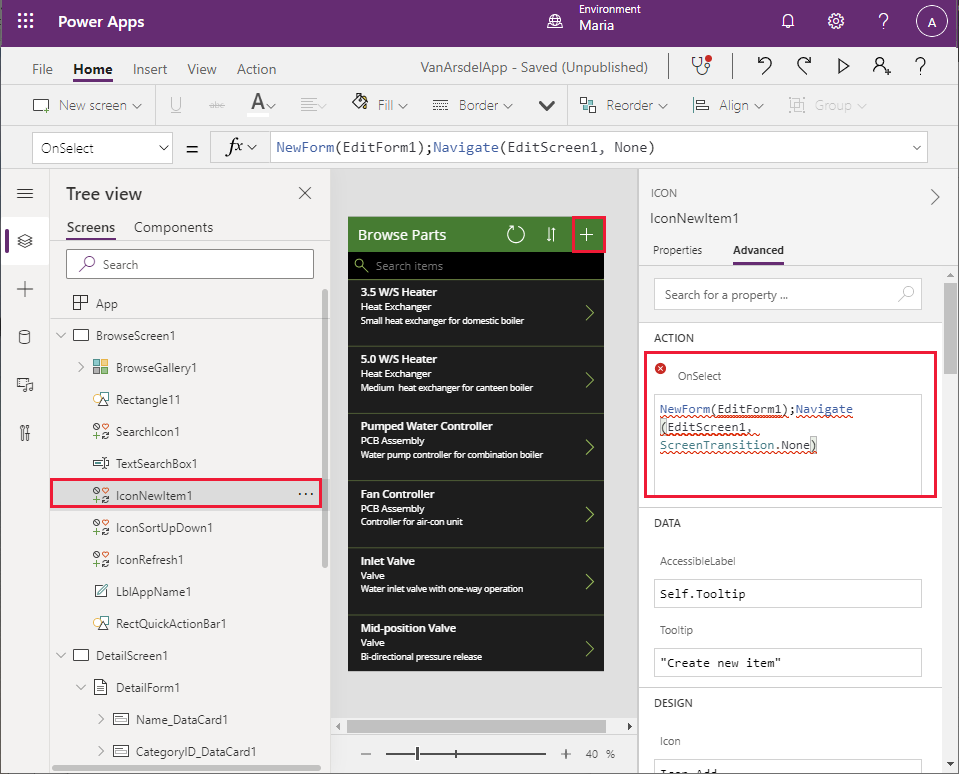 Power Apps
Environment
Maria
A
File Home Insert View Action
VanArsdelApp - Saved (Unpublished)
New screen
U
abc
A
Fill
Border
Reorder
Align
Group
OnSelect
=
fx
NewForm(EditForm1);Navigate(EditScreen1, None)
Tree view
Screens Components
Search
App
BrowseScreen1
BrowseGallery1
Rectangle11
SearchIcon1
TextSearchBox1
IconNewItem1 ...
IconSortUpDown1
IconRefresh1
LblAppName1
RectQuickActionBar1
DetailScreen1
DetailForm1
Name_DataCard1
CategoryID_DataCard1
Browse Parts
Search items
3.5 W/S Heater
Heat Exchanger
Small heat exchanger for domestic boiler
5.0 W/S Heater
Heat Exchanger
Medium heat exchanger for canteen boiler
Pumped Water Controller
PCB Assembly
Water pump controller for combination boiler
Fan Controller
PCB Assembly
Controller for air-con unit
Inlet Valve
Valve
Water inlet valve with one-way operation
Mid-position Valve
Valve
Bi-directional pressure release
40 %
ICON
IconNewItem1
Properties Advanced
Search for a property ...
ACTION
OnSelect
NewForm(EditForm1);Navigate
(EditScreen1,
ScreenTransition.None)
DATA
AccessibleLabel
Self.Tooltip
Tooltip
"Create new item"
DESIGN
Icon
Icon.Add